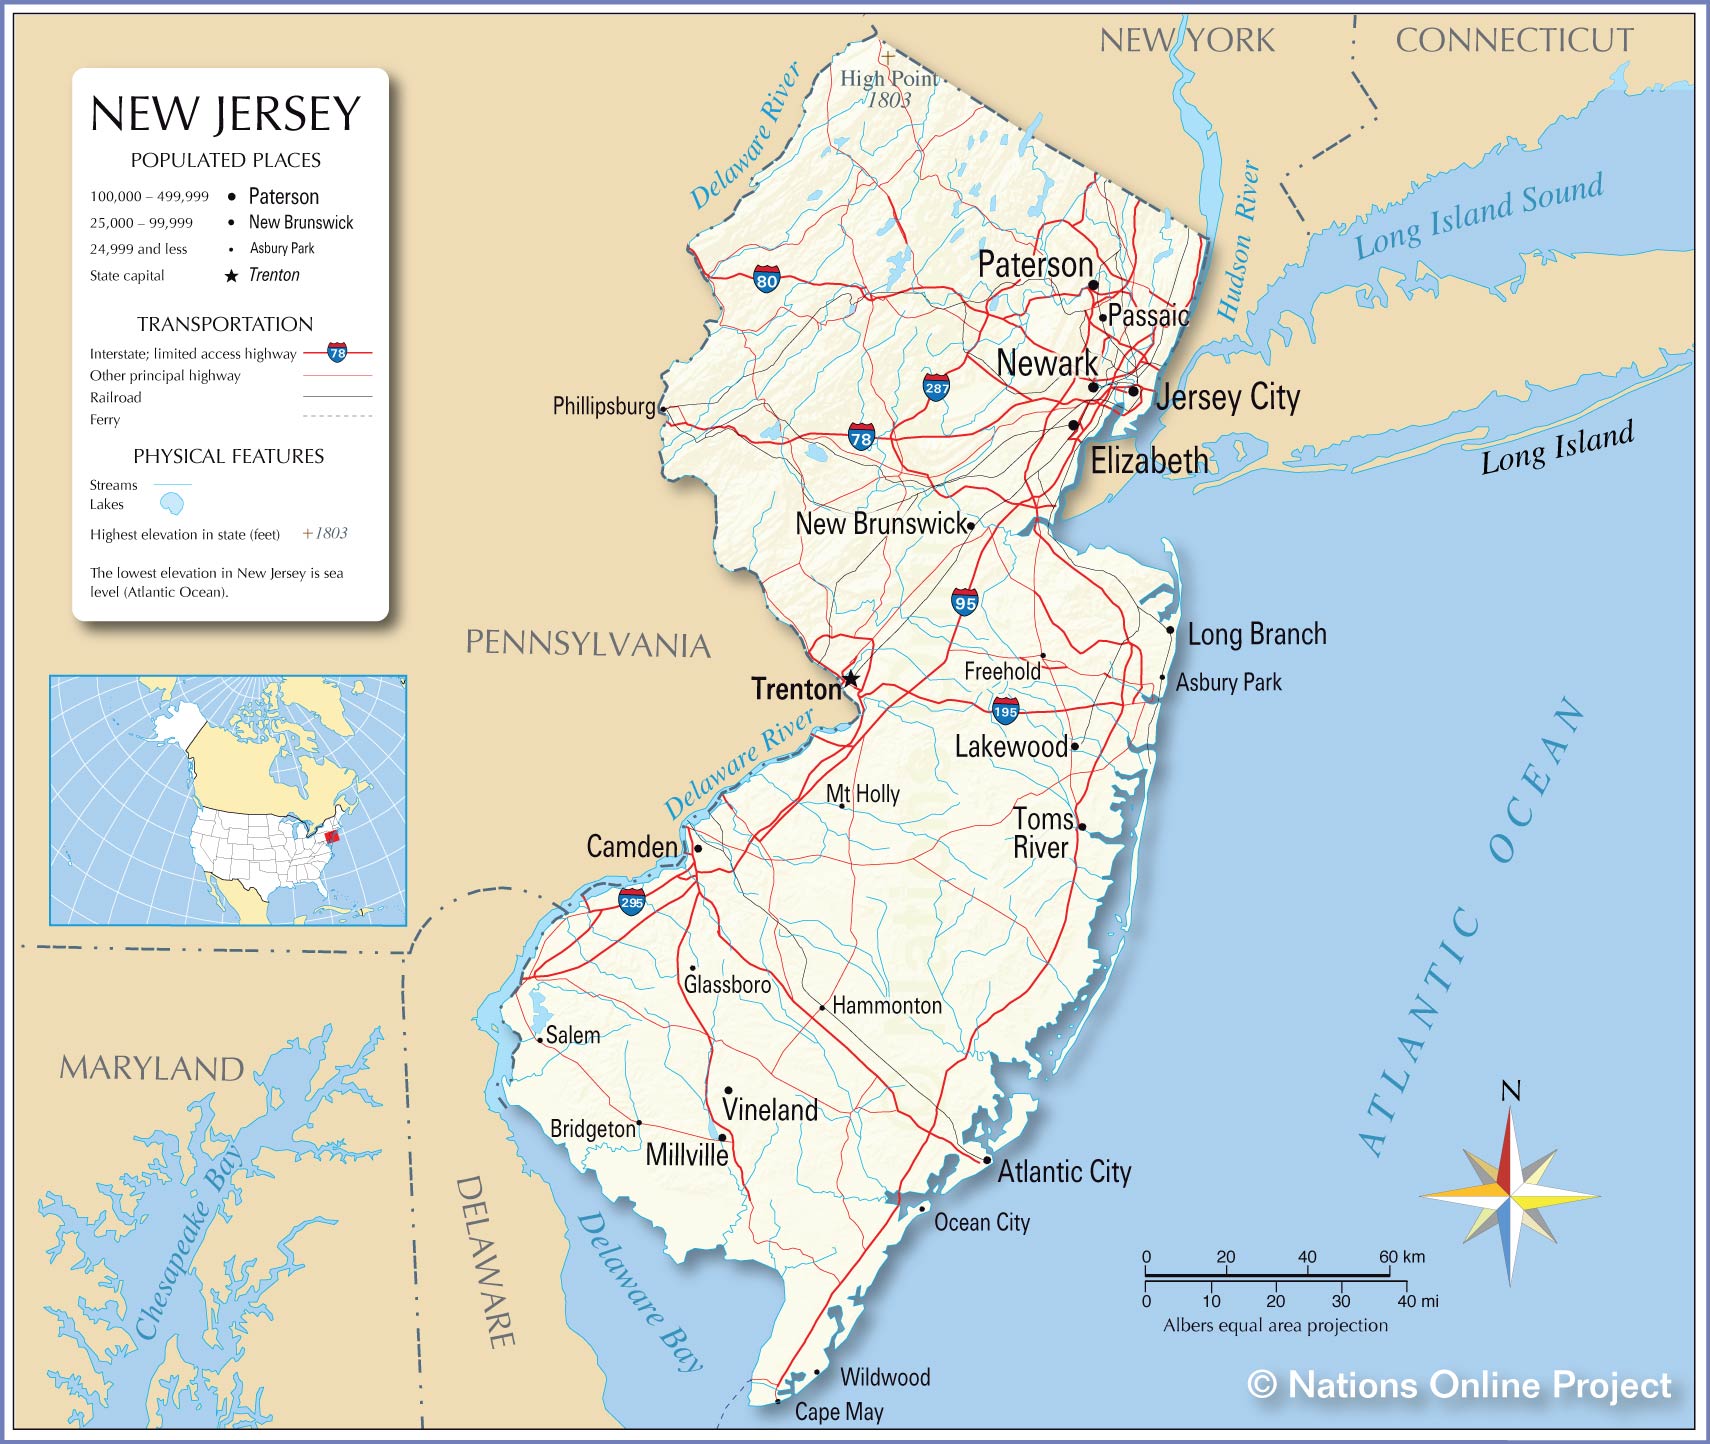 NEW JERSEY
POPULATED PLACES
100,000 – 499,999 Paterson
25,000 – 99,999 New Brunswick
24,999 and less Asbury Park
State capital Trenton
TRANSPORTATION
Interstate; limited access highway 78
Other principal highway
Railroad
Ferry
PHYSICAL FEATURES
Streams
Lakes
Highest elevation in state (feet) +1803
The lowest elevation in New Jersey is sea
level (Atlantic Ocean).
NEW YORK
CONNECTICUT
High Point
1803
Delaware River
Hudson River
Long Island Sound
Long Island
80
Paterson
Passaic
Newark
287
Jersey City
Phillipsburg
78
Elizabeth
New Brunswick
95
PENNSYLVANIA
Long Branch
Freehold
Asbury Park
Trenton
195
Delaware River
Lakewood
Mt Holly
Toms
River
Camden
295
ATLANTIC OCEAN
Glassboro
Hammonton
Salem
MARYLAND
Vineland
Bridgeton
Millville
Atlantic City
Chesapeake Bay
DELAWARE
Delaware Bay
Ocean City
Wildwood
Cape May
N
0 20 40 60 km
0 10 20 30 40 mi
Albers equal area projection
© Nations Online Project